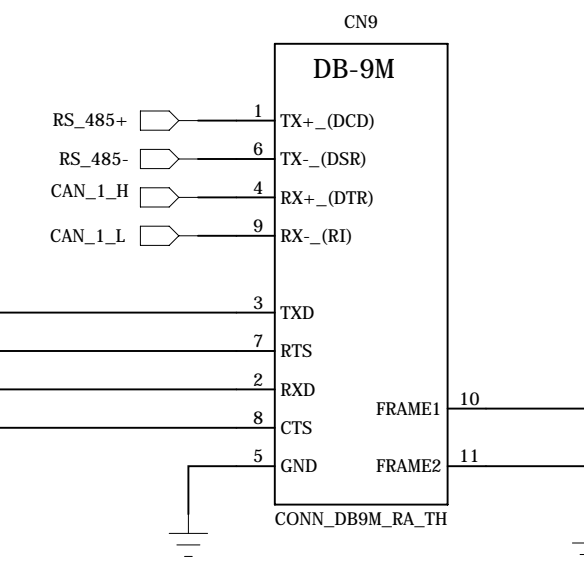 CN9
DB-9M
RS_485+ 1 TX+_(DCD)
RS_485- 6 TX-_(DSR)
CAN_1_H 4 RX+_(DTR)
CAN_1_L 9 RX-_(RI)
3 TXD
7 RTS
2 RXD
FRAME1 10
8 CTS
5 GND FRAME2 11
CONN_DB9M_RA_TH